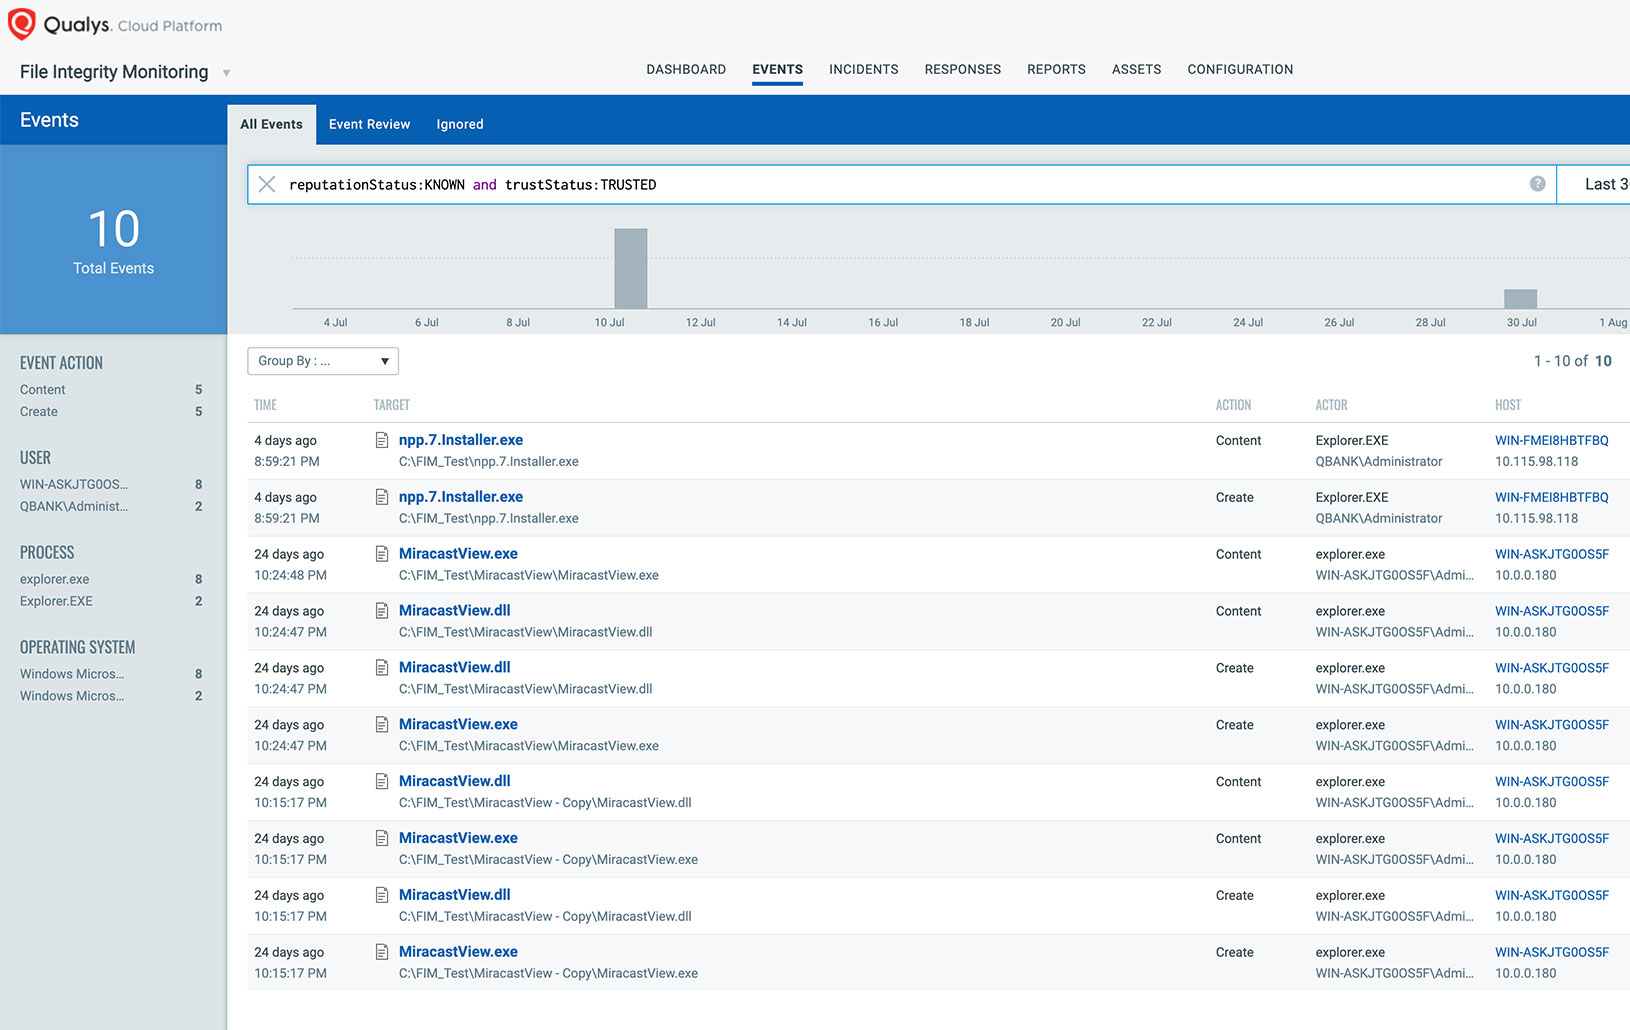 Qualys. Cloud Platform
File Integrity Monitoring
DASHBOARD EVENTS INCIDENTS RESPONSES REPORTS ASSETS CONFIGURATION
Events
All Events Event Review Ignored
10
Total Events
reputationStatus:KNOWN and trustStatus:TRUSTED ? Last 3
4 Jul 6 Jul 8 Jul 10 Jul 12 Jul 14 Jul 16 Jul 18 Jul 20 Jul 22 Jul 24 Jul 26 Jul 28 Jul 30 Jul 1 Aug
EVENT ACTION
Content 5
Create 5
USER
WIN-ASKJTG0OS... 8
QBANK\Administ... 2
PROCESS
explorer.exe 8
Explorer.EXE 2
OPERATING SYSTEM
Windows Micros... 8
Windows Micros... 2
Group By : ... 1 - 10 of 10
TIME TARGET ACTION ACTOR HOST
4 days ago npp.7.Installer.exe Content Explorer.EXE WIN-FMEI8HBTFBQ
8:59:21 PM C:\FIM_Test\npp.7.Installer.exe QBANK\Administrator 10.115.98.118
4 days ago npp.7.Installer.exe Create Explorer.EXE WIN-FMEI8HBTFBQ
8:59:21 PM C:\FIM_Test\npp.7.Installer.exe QBANK\Administrator 10.115.98.118
24 days ago MiracastView.exe Content explorer.exe WIN-ASKJTG0OS5F
10:24:48 PM C:\FIM_Test\MiracastView\MiracastView.exe WIN-ASKJTG0OS5F\Admi... 10.0.0.180
24 days ago MiracastView.dll Content explorer.exe WIN-ASKJTG0OS5F
10:24:47 PM C:\FIM_Test\MiracastView\MiracastView.dll WIN-ASKJTG0OS5F\Admi... 10.0.0.180
24 days ago MiracastView.dll Create explorer.exe WIN-ASKJTG0OS5F
10:24:47 PM C:\FIM_Test\MiracastView\MiracastView.dll WIN-ASKJTG0OS5F\Admi... 10.0.0.180
24 days ago MiracastView.exe Create explorer.exe WIN-ASKJTG0OS5F
10:24:47 PM C:\FIM_Test\MiracastView\MiracastView.exe WIN-ASKJTG0OS5F\Admi... 10.0.0.180
24 days ago MiracastView.dll Content explorer.exe WIN-ASKJTG0OS5F
10:15:17 PM C:\FIM_Test\MiracastView - Copy\MiracastView.dll WIN-ASKJTG0OS5F\Admi... 10.0.0.180
24 days ago MiracastView.exe Content explorer.exe WIN-ASKJTG0OS5F
10:15:17 PM C:\FIM_Test\MiracastView - Copy\MiracastView.exe WIN-ASKJTG0OS5F\Admi... 10.0.0.180
24 days ago MiracastView.dll Create explorer.exe WIN-ASKJTG0OS5F
10:15:17 PM C:\FIM_Test\MiracastView - Copy\MiracastView.dll WIN-ASKJTG0OS5F\Admi... 10.0.0.180
24 days ago MiracastView.exe Create explorer.exe WIN-ASKJTG0OS5F
10:15:17 PM C:\FIM_Test\MiracastView - Copy\MiracastView.exe WIN-ASKJTG0OS5F\Admi... 10.0.0.180